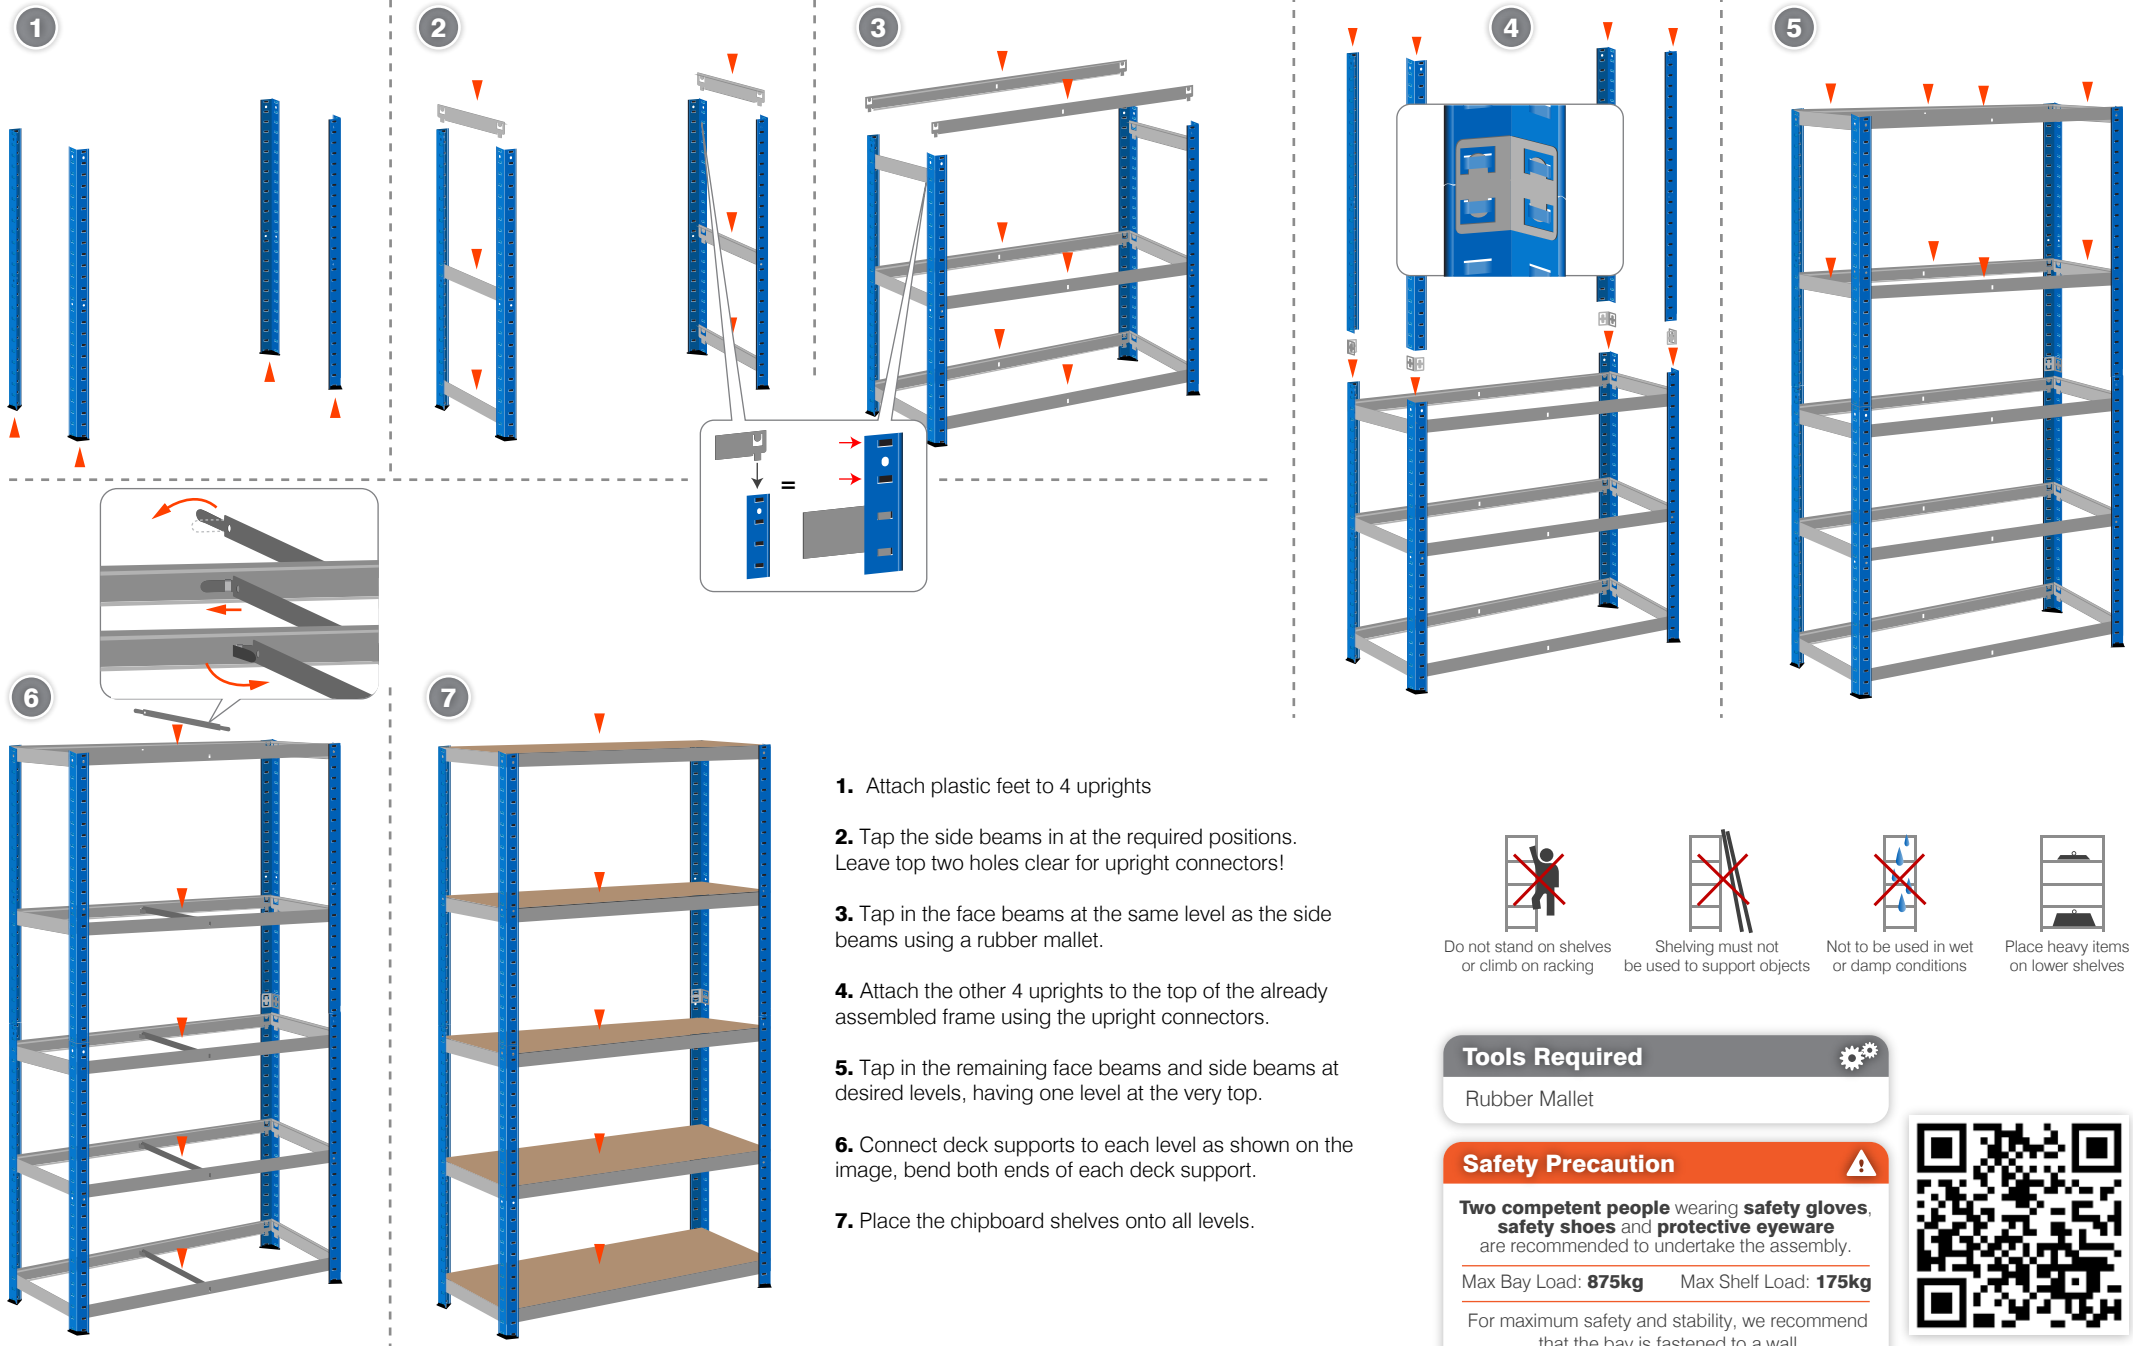 1
2
3
4
5
=
6
7
1. Attach plastic feet to 4 uprights
2. Tap the side beams in at the required positions.
Leave top two holes clear for upright connectors!
3. Tap in the face beams at the same level as the side
beams using a rubber mallet.
4. Attach the other 4 uprights to the top of the already
assembled frame using the upright connectors.
5. Tap in the remaining face beams and side beams at
desired levels, having one level at the very top.
6. Connect deck supports to each level as shown on the
image, bend both ends of each deck support.
7. Place the chipboard shelves onto all levels.
Do not stand on shelves
or climb on racking
Shelving must not
be used to support objects
Not to be used in wet
or damp conditions
Place heavy items
on lower shelves
Tools Required
Rubber Mallet
Safety Precaution
Two competent people wearing safety gloves,
safety shoes and protective eyeware
are recommended to undertake the assembly.
Max Bay Load: 875kg Max Shelf Load: 175kg
For maximum safety and stability, we recommend
that the bay is fastened to a wall